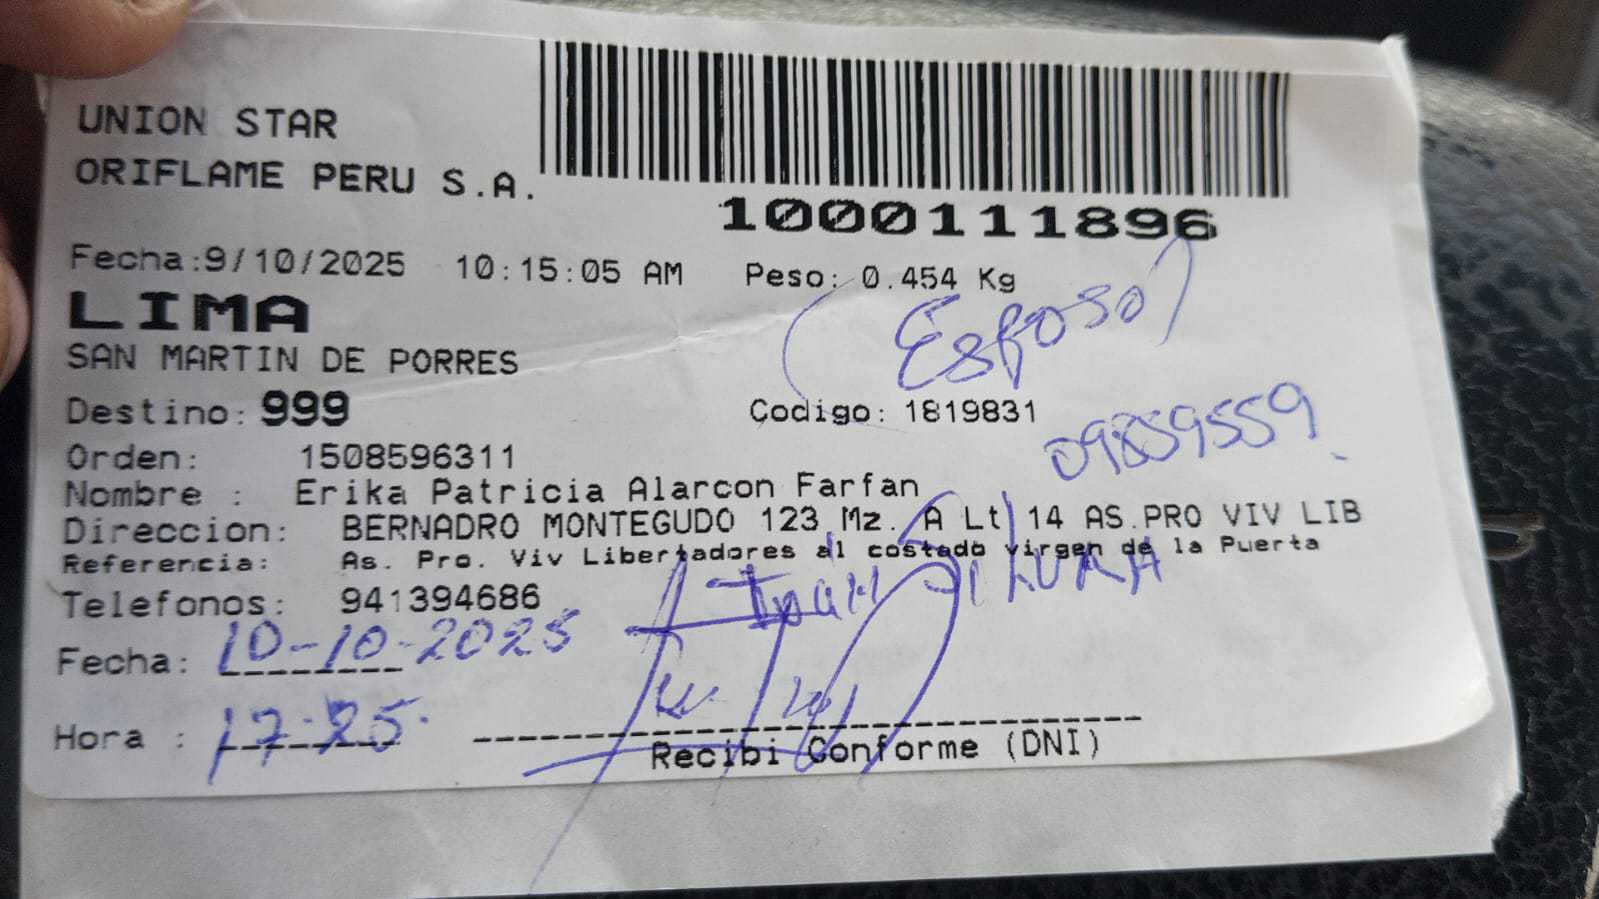 UNION STAR
ORIFLAME PERU S.A.
1000111896
Fecha:9/10/2025 10:15:05 AM Peso: 0.454 Kg
LIMA
(Esposo)
SAN MARTIN DE PORRES
Destino: 999 Codigo: 1819831
09859559
Orden: 1508596311
Nombre : Erika Patricia Alarcon Farfan
Direccion: BERNADRO MONTEGUDO 123 Mz. A Lt 14 AS.PRO VIV LIB
Referencia: As. Pro. Viv Libertadores al costado virgen de la Puerta
Telefonos: 941394686
Fecha: 10-10-2025
Hora : 17:25
Recibi Conforme (DNI)